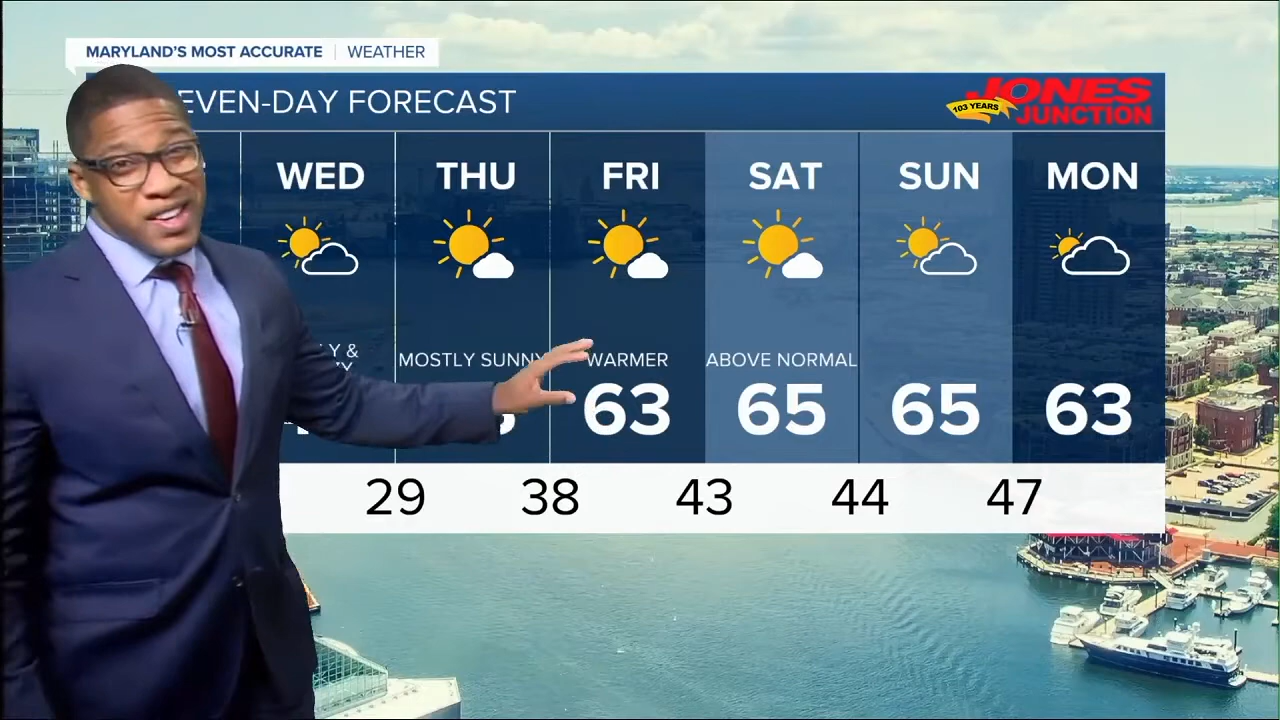 MARYLAND'S MOST ACCURATE | WEATHER
EVEN-DAY FORECAST
103 YEARS
JONES
JUNCTION
WED THU FRI SAT SUN MON
Y &
MOSTLY SUNNY WARMER ABOVE NORMAL
63 65 65 63
29 38 43 44 47